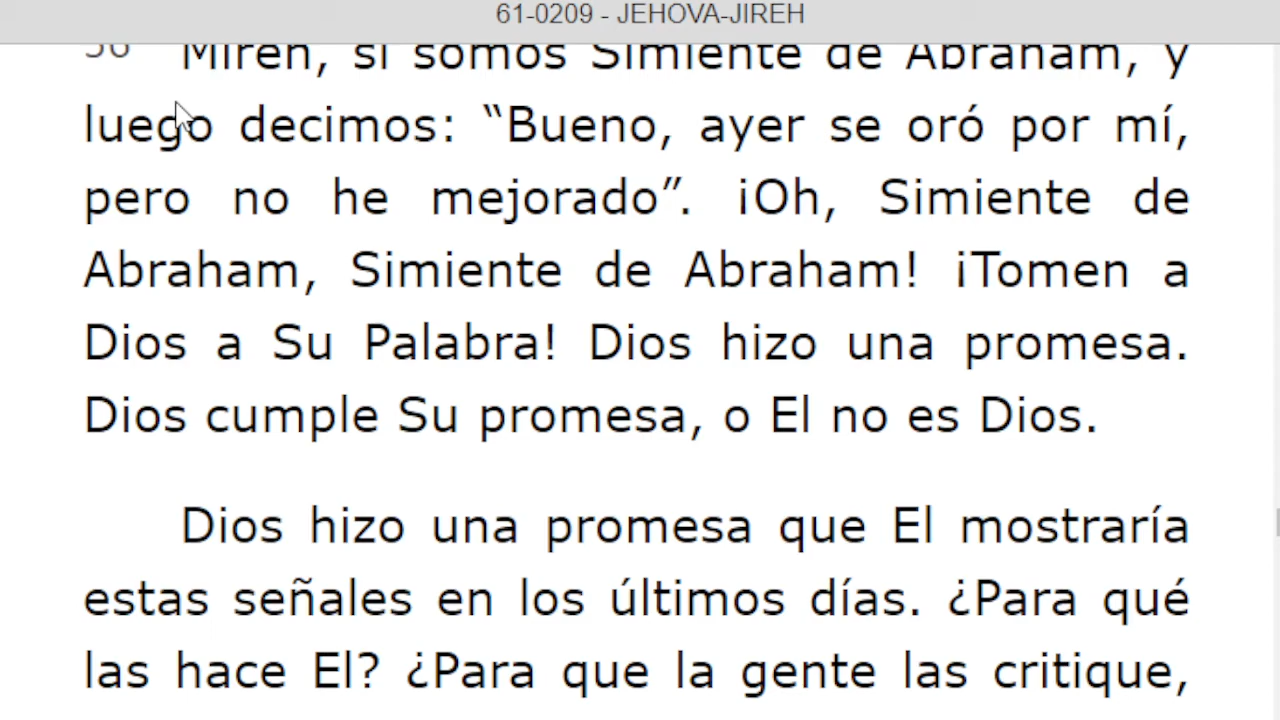 61-0209 - JEHOVA-JIREH
56 Miren, si somos Simiente de Abraham, y
luego decimos: “Bueno, ayer se oró por mí,
pero no he mejorado”. ¡Oh, Simiente de
Abraham, Simiente de Abraham! ¡Tomen a
Dios a Su Palabra! Dios hizo una promesa.
Dios cumple Su promesa, o El no es Dios.
Dios hizo una promesa que El mostraría
estas señales en los últimos días. ¿Para qué
las hace El? ¿Para que la gente las critique,